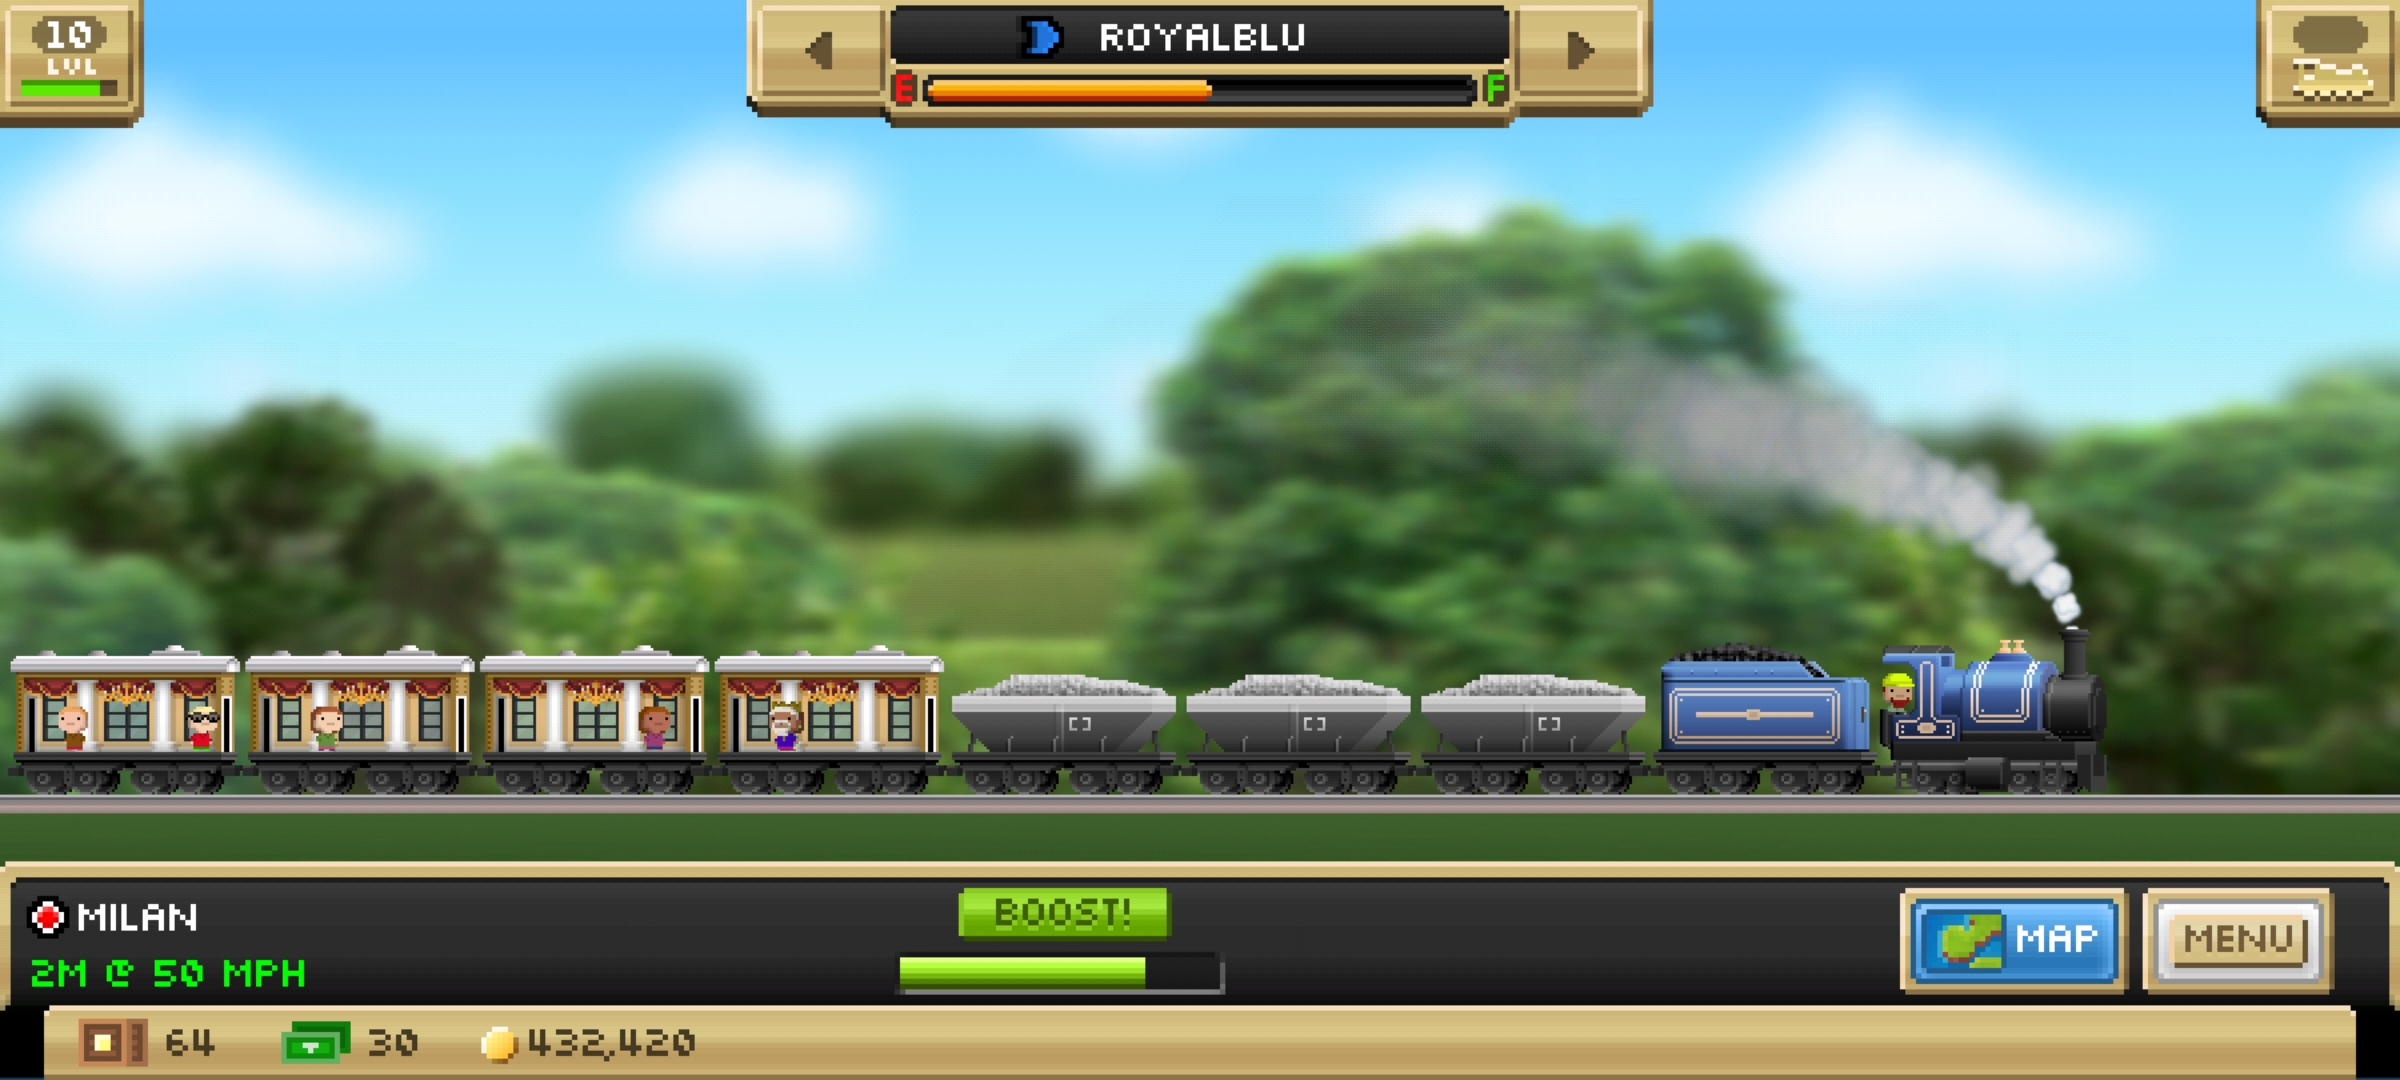 10
LVL
ROYALBLU
E F
MILAN
2M @ 50 MPH
BOOST!
MAP
MENU
64 30 432,420